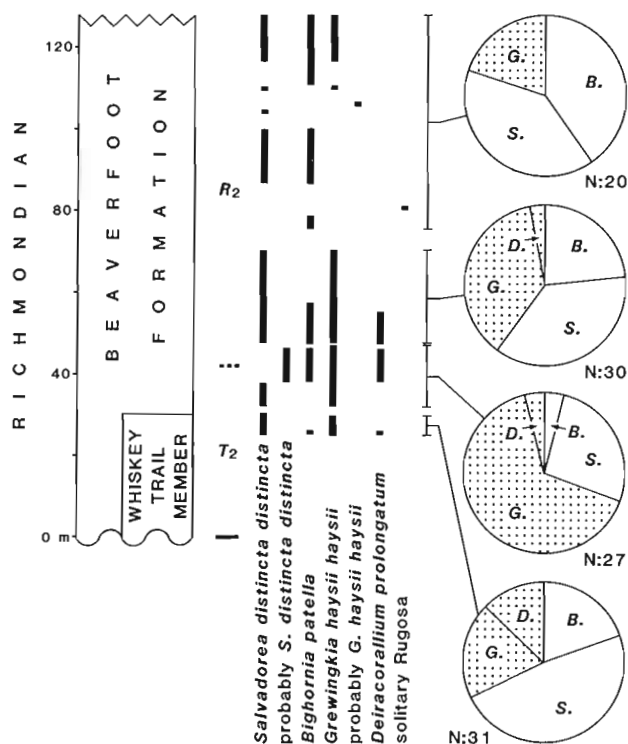 RICHMONDIAN
BEAVERFOOT
FORMATION
WHISKEY
TRAIL
MEMBER
120
80
40
0 m
R2
T2
Salvadorea distincta distincta
probably S. distincta distincta
Bighornia patella
Grewingkia haysii haysii
probably G. haysii haysii
Deiracorallium prolongatum
solitary Rugosa
G.
B.
S.
N:20
D.
B.
G.
S.
N:30
D.
B.
S.
G.
N:27
D.
B.
G.
S.
N:31